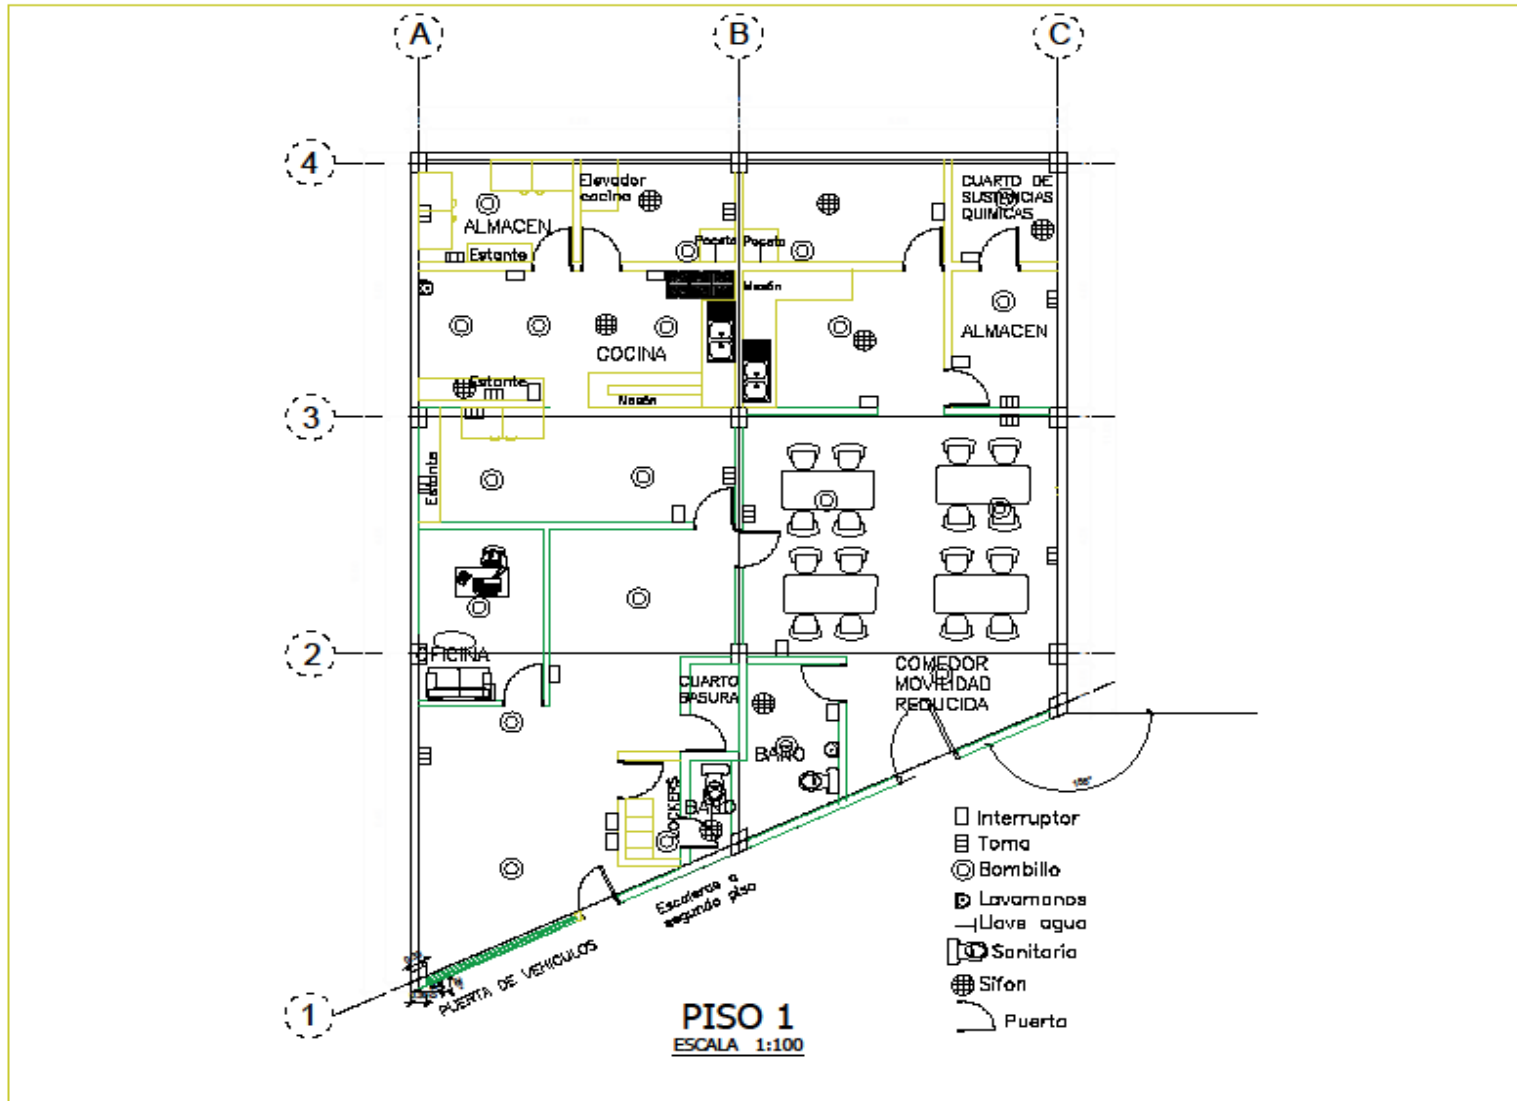 A
B
C
4
Elevador
cocina
CUARTO DE
SUSTANCIAS
QUIMICAS
ALMACEN
Poceta
Poceta
Estante
Mesón
ALMACEN
COCINA
Estante
Mesón
3
Estante
2
OFICINA
CUARTO
BASURA
COMEDOR
MOVILIDAD
REDUCIDA
BAÑO
LOCKERS
BAÑO
Interruptor
Toma
Bombillo
Lavamanos
Llave agua
Sanitario
Sifon
Puerta
Escaleras a
segundo piso
PUERTA DE VEHICULOS
1
PISO 1
ESCALA 1:100